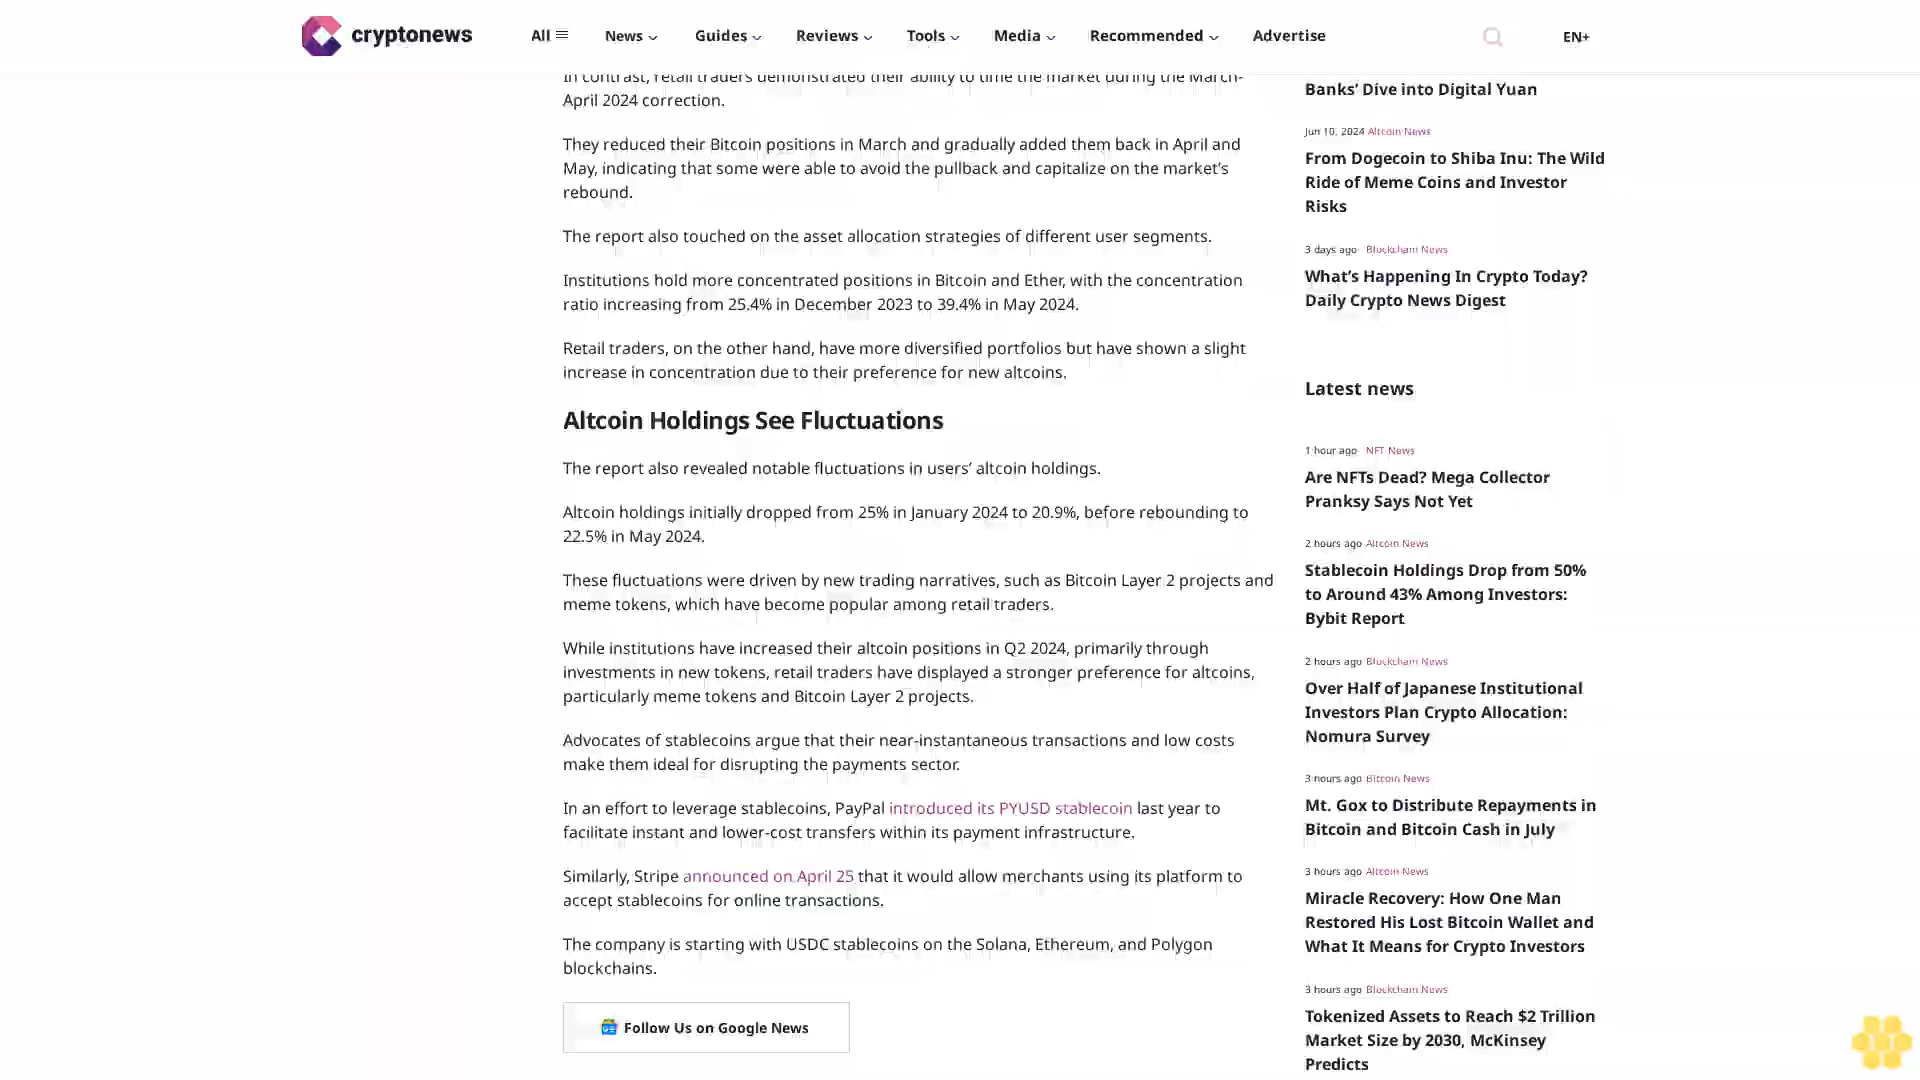 cryptonews
All
News
Guides
Reviews
Tools
Media
Recommended
Advertise
EN+
In contrast, retail traders demonstrated their ability to time the market during the March-
April 2024 correction.
They reduced their Bitcoin positions in March and gradually added them back in April and
May, indicating that some were able to avoid the pullback and capitalize on the market’s
rebound.
The report also touched on the asset allocation strategies of different user segments.
Institutions hold more concentrated positions in Bitcoin and Ether, with the concentration
ratio increasing from 25.4% in December 2023 to 39.4% in May 2024.
Retail traders, on the other hand, have more diversified portfolios but have shown a slight
increase in concentration due to their preference for new altcoins.
Altcoin Holdings See Fluctuations
The report also revealed notable fluctuations in users’ altcoin holdings.
Altcoin holdings initially dropped from 25% in January 2024 to 20.9%, before rebounding to
22.5% in May 2024.
These fluctuations were driven by new trading narratives, such as Bitcoin Layer 2 projects and
meme tokens, which have become popular among retail traders.
While institutions have increased their altcoin positions in Q2 2024, primarily through
investments in new tokens, retail traders have displayed a stronger preference for altcoins,
particularly meme tokens and Bitcoin Layer 2 projects.
Advocates of stablecoins argue that their near-instantaneous transactions and low costs
make them ideal for disrupting the payments sector.
In an effort to leverage stablecoins, PayPal introduced its PYUSD stablecoin last year to
facilitate instant and lower-cost transfers within its payment infrastructure.
Similarly, Stripe announced on April 25 that it would allow merchants using its platform to
accept stablecoins for online transactions.
The company is starting with USDC stablecoins on the Solana, Ethereum, and Polygon
blockchains.
Follow Us on Google News
Banks’ Dive into Digital Yuan
Jun 10, 2024 Altcoin News
From Dogecoin to Shiba Inu: The Wild
Ride of Meme Coins and Investor
Risks
3 days ago Blockchain News
What’s Happening In Crypto Today?
Daily Crypto News Digest
Latest news
1 hour ago NFT News
Are NFTs Dead? Mega Collector
Pranksy Says Not Yet
2 hours ago Altcoin News
Stablecoin Holdings Drop from 50%
to Around 43% Among Investors:
Bybit Report
2 hours ago Blockchain News
Over Half of Japanese Institutional
Investors Plan Crypto Allocation:
Nomura Survey
3 hours ago Bitcoin News
Mt. Gox to Distribute Repayments in
Bitcoin and Bitcoin Cash in July
3 hours ago Altcoin News
Miracle Recovery: How One Man
Restored His Lost Bitcoin Wallet and
What It Means for Crypto Investors
3 hours ago Blockchain News
Tokenized Assets to Reach $2 Trillion
Market Size by 2030, McKinsey
Predicts